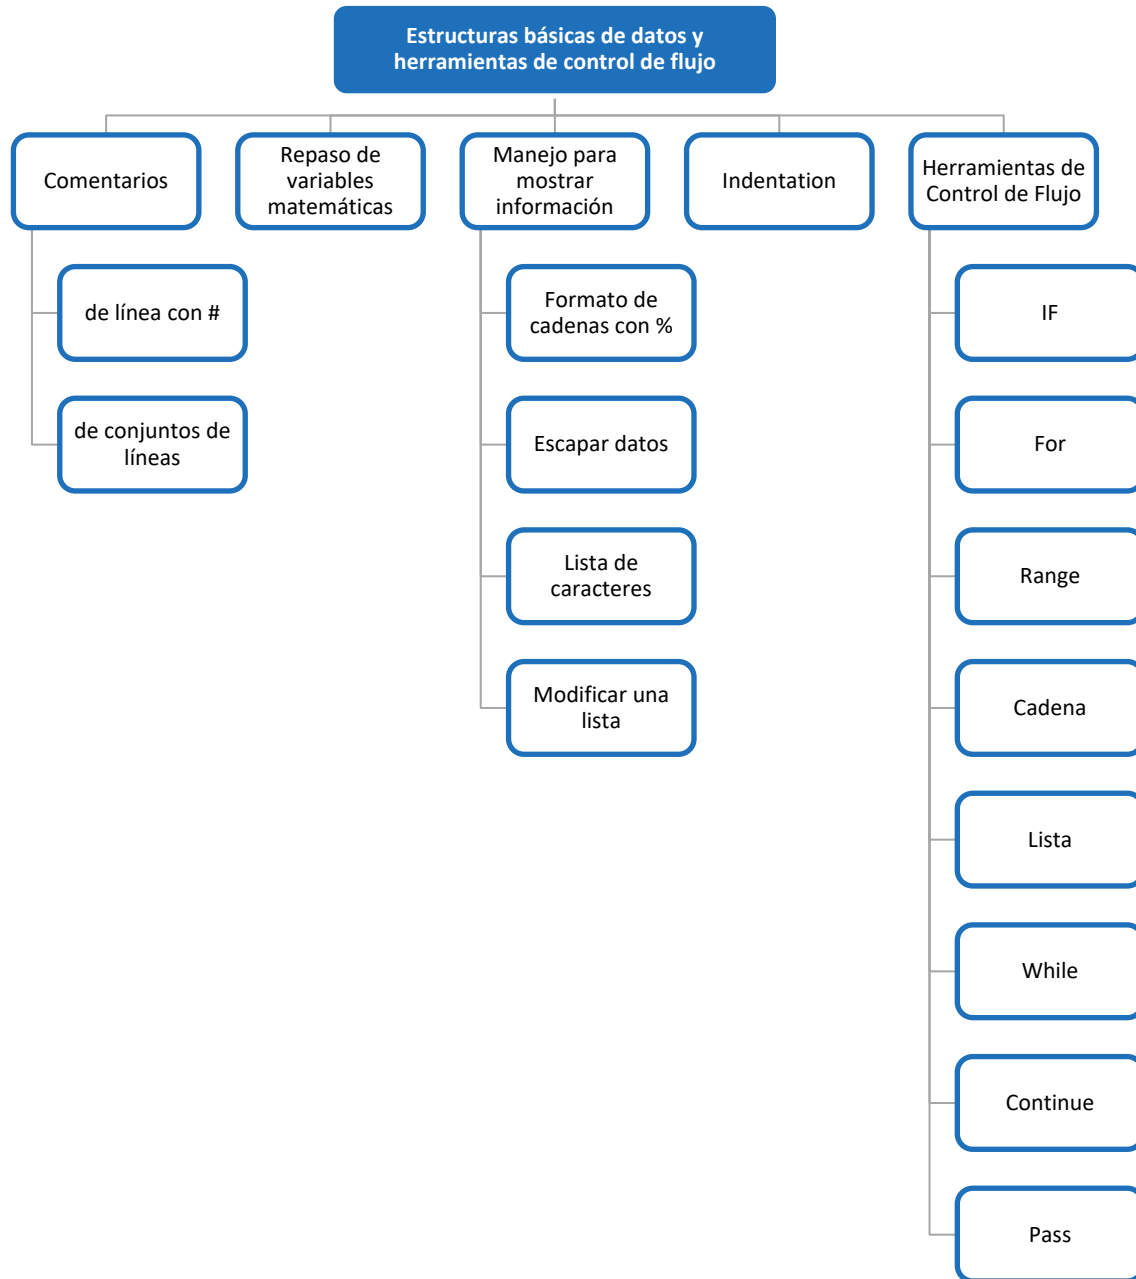 Estructuras básicas de datos y
herramientas de control de flujo
Comentarios
de línea con #
de conjuntos de
líneas
Repaso de
variables
matemáticas
Manejo para
mostrar
información
Formato de
cadenas con %
Escapar datos
Lista de
caracteres
Modificar una
lista
Indentation
Herramientas de
Control de Flujo
IF
For
Range
Cadena
Lista
While
Continue
Pass